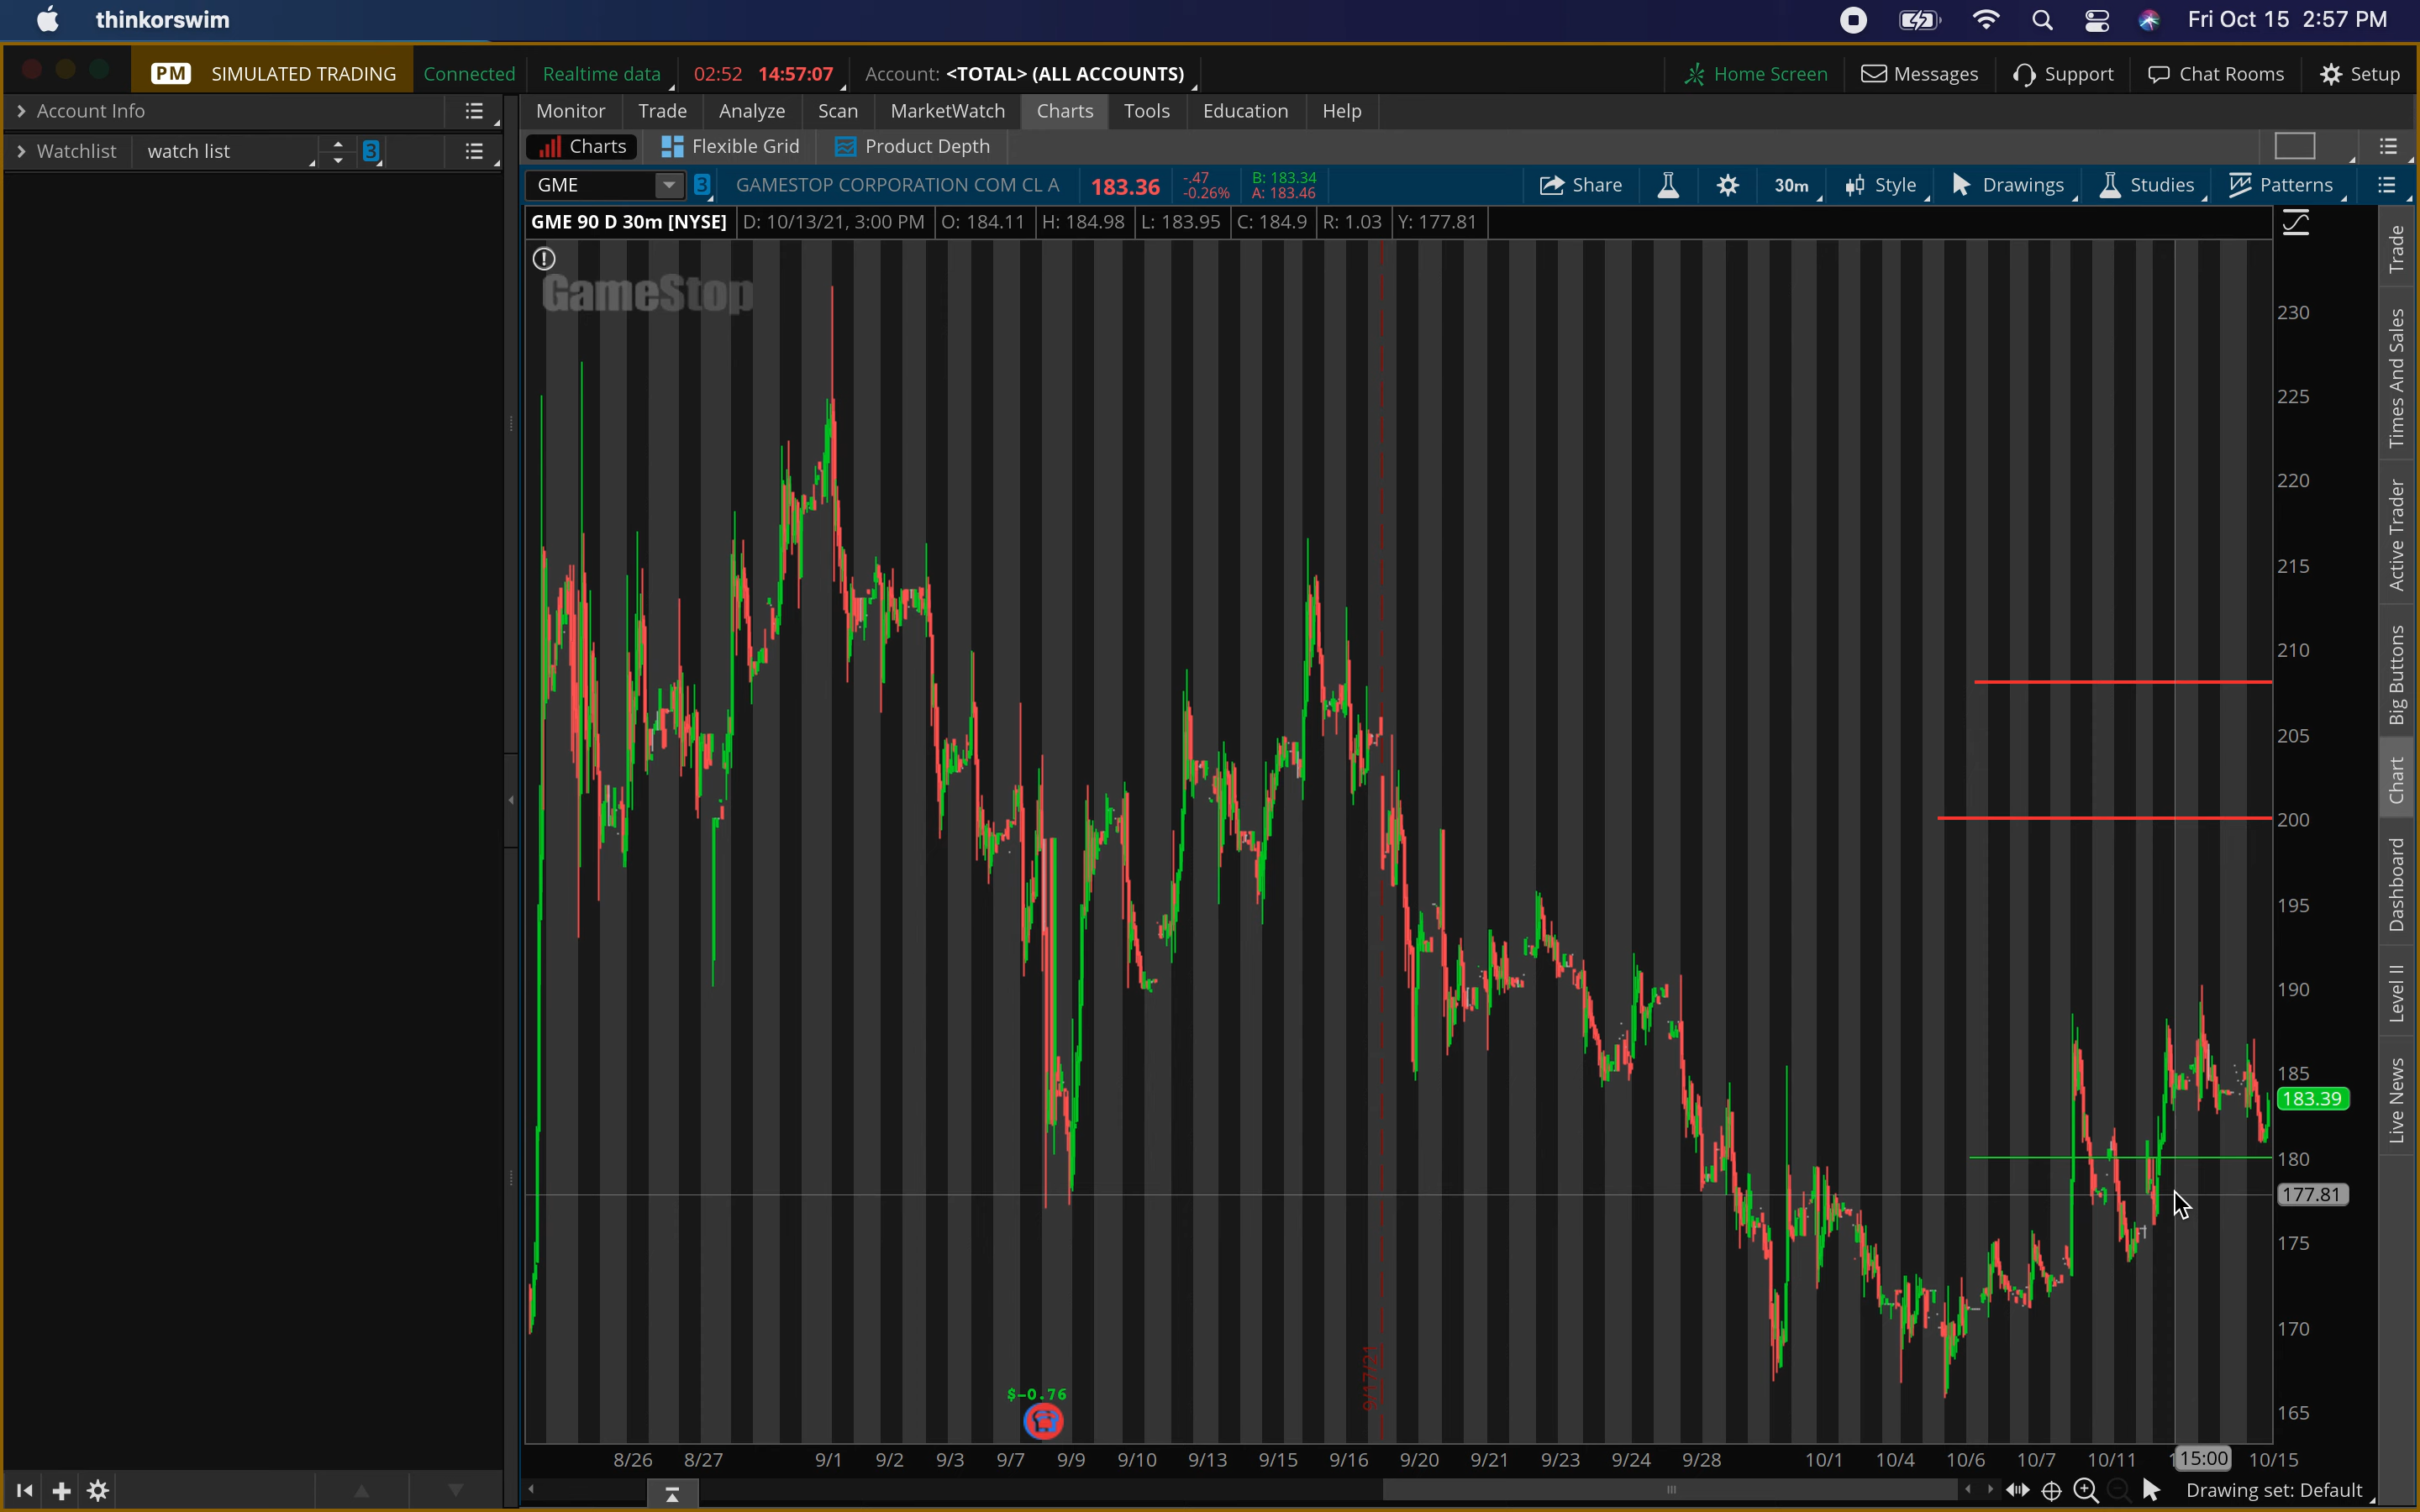 thinkorswim
Fri Oct 15 2:57 PM
PM SIMULATED TRADING Connected Realtime data 02:52 14:57:07 Account: <TOTAL> (ALL ACCOUNTS) Home Screen Messages Support Chat Rooms Setup
Account Info
Monitor Trade Analyze Scan MarketWatch Charts Tools Education Help
Watchlist watch list 3
Charts Flexible Grid Product Depth
GME 3 GAMESTOP CORPORATION COM CL A 183.36 -.47 B: 183.34
-0.26% A: 183.46
Share 30m Style Drawings Studies Patterns
GME 90 D 30m [NYSE] D: 10/13/21, 3:00 PM O: 184.11 H: 184.98 L: 183.95 C: 184.9 R: 1.03 Y: 177.81
GameStop
230
225
220
215
210
205
200
195
190
185
183.39
180
177.81
175
170
165
Trade
Times And Sales
Active Trader
Big Buttons
Chart
Dashboard
Level II
Live News
9/17/21
$-0.76
8/26 8/27 9/1 9/2 9/3 9/7 9/9 9/10 9/13 9/15 9/16 9/20 9/21 9/23 9/24 9/28 10/1 10/4 10/6 10/7 10/11 15:00 10/15
Drawing set: Default